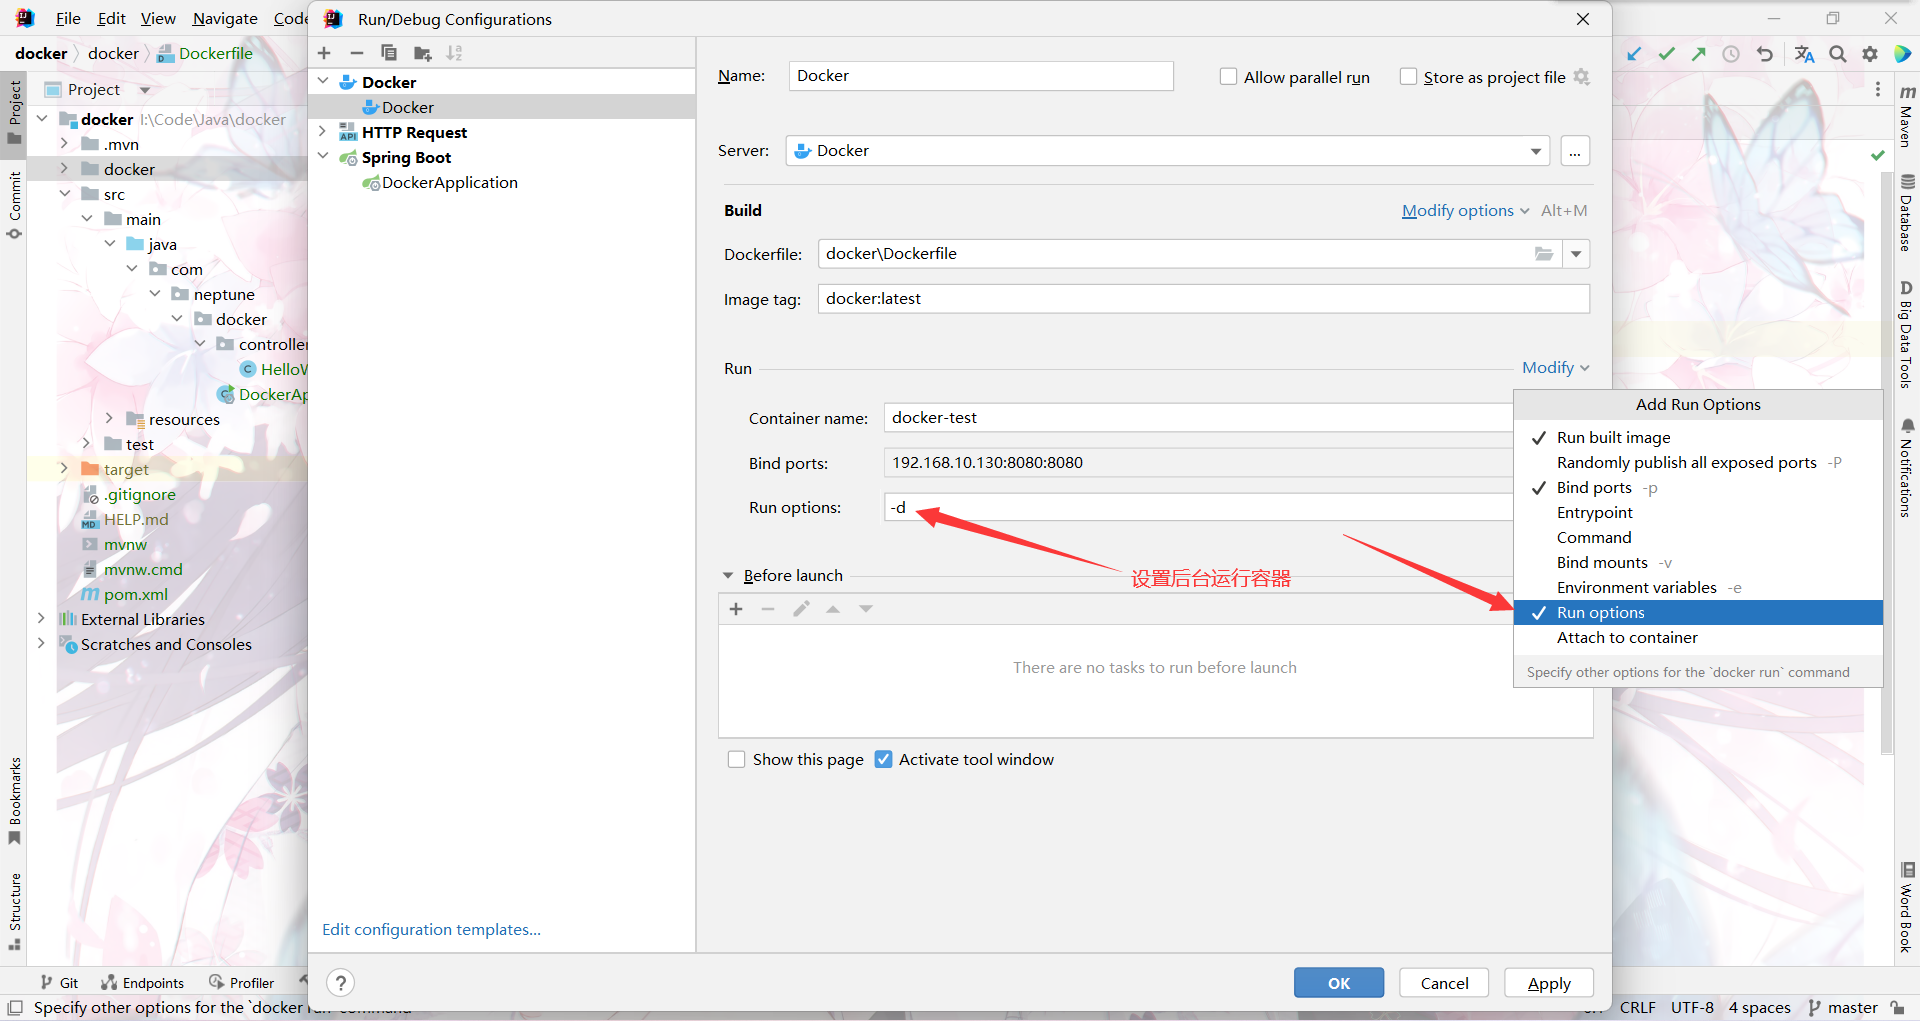 File Edit View Navigate Code
Run/Debug Configurations
docker docker Dockerfile
Project
docker I:\Code\Java\docker
.mvn
docker
src
main
java
com
neptune
docker
controller
HelloW
DockerAp
resources
test
target
.gitignore
HELP.md
mvnw
mvnw.cmd
pom.xml
External Libraries
Scratches and Consoles
Project
Commit
Bookmarks
Structure
Docker
Docker
HTTP Request
Spring Boot
DockerApplication
Edit configuration templates...
Name: Docker Allow parallel run Store as project file
Server: Docker ...
Build Modify options Alt+M
Dockerfile: docker\Dockerfile
Image tag: docker:latest
Run Modify
Container name: docker-test
Bind ports: 192.168.10.130:8080:8080
Run options: -d
设置后台运行容器
Before launch
There are no tasks to run before launch
Show this page Activate tool window
Add Run Options
Run built image
Randomly publish all exposed ports -P
Bind ports -p
Entrypoint
Command
Bind mounts -v
Environment variables -e
Run options
Attach to container
Specify other options for the `docker run` command
? OK Cancel Apply
Maven
Database
Big Data Tools
Notifications
Word Book
Git Endpoints Profiler
Specify other options for the `docker run` command CRLF UTF-8 4 spaces master